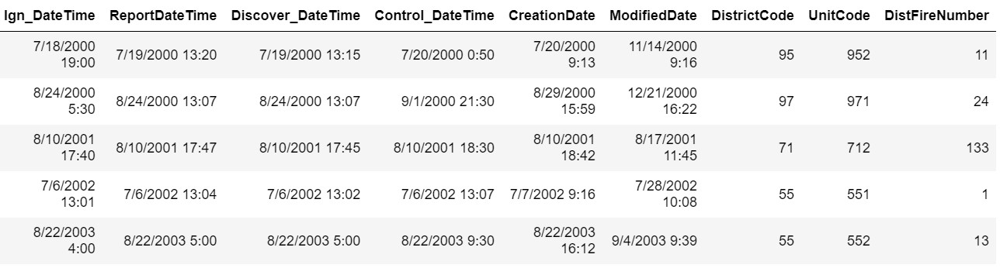 Ign_DateTime ReportDateTime Discover_DateTime Control_DateTime CreationDate ModifiedDate DistrictCode UnitCode DistFireNumber
7/18/2000 19:00 7/19/2000 13:20 7/19/2000 13:15 7/20/2000 0:50 7/20/2000 9:13 11/14/2000 9:16 95 952 11
8/24/2000 5:30 8/24/2000 13:07 8/24/2000 13:07 9/1/2000 21:30 8/29/2000 15:59 12/21/2000 16:22 97 971 24
8/10/2001 17:40 8/10/2001 17:47 8/10/2001 17:45 8/10/2001 18:30 8/10/2001 18:42 8/17/2001 11:45 71 712 133
7/6/2002 13:01 7/6/2002 13:04 7/6/2002 13:02 7/6/2002 13:07 7/7/2002 9:16 7/28/2002 10:08 55 551 1
8/22/2003 4:00 8/22/2003 5:00 8/22/2003 5:00 8/22/2003 9:30 8/22/2003 16:12 9/4/2003 9:39 55 552 13